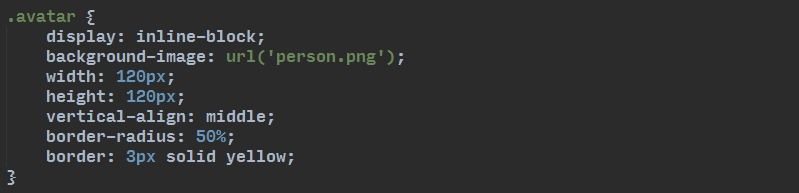 .avatar {
    display: inline-block;
    background-image: url('person.png');
    width: 120px;
    height: 120px;
    vertical-align: middle;
    border-radius: 50%;
    border: 3px solid yellow;
}